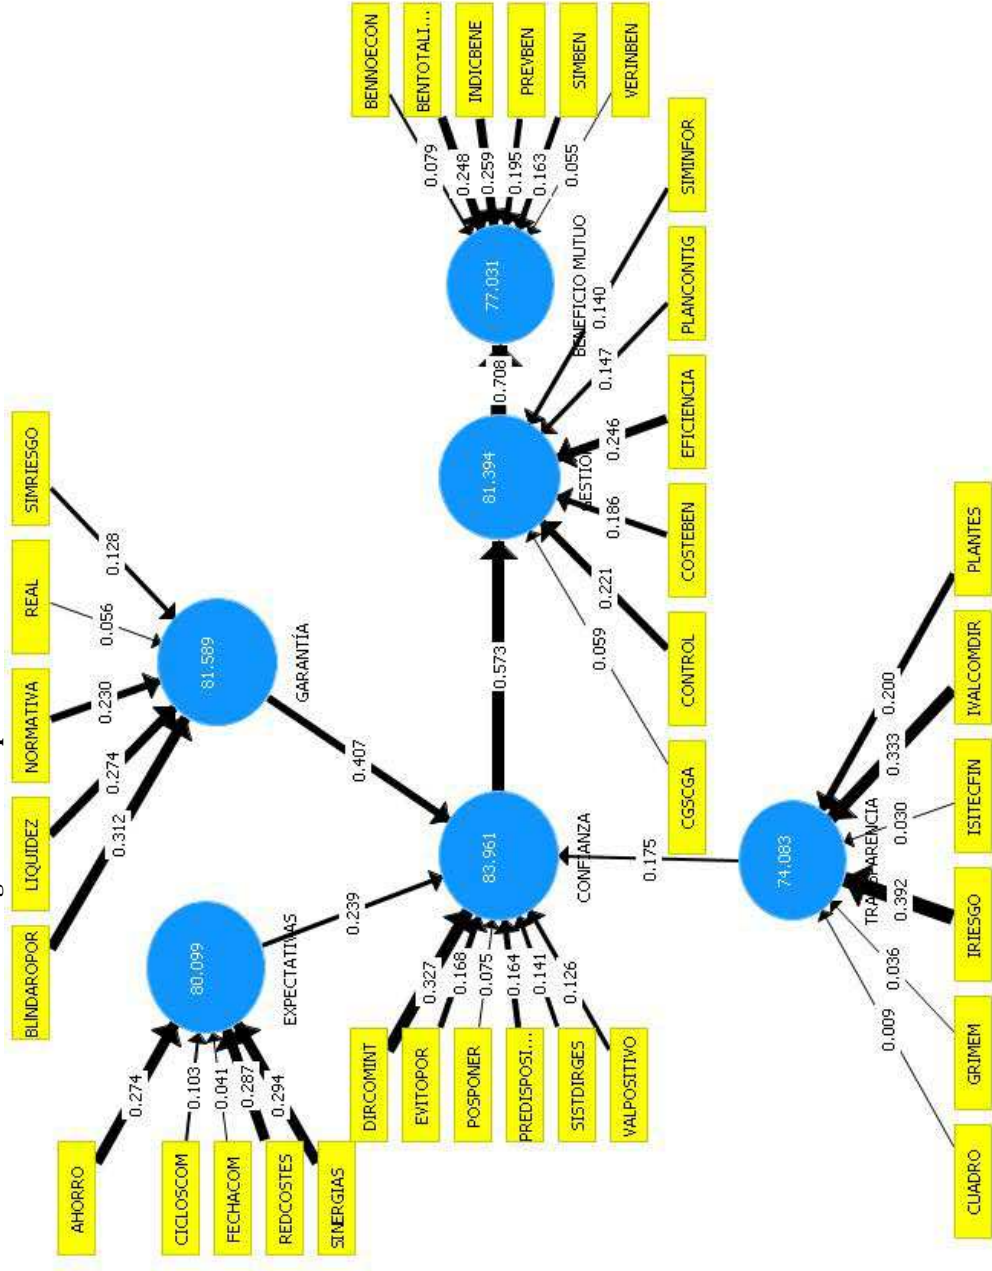 AHORRO
CICLOSCOM
FECHACOM
REDCOSTES
SINERGIAS
0.274
0.103
0.041
0.287
0.294
80.099
EXPECTATIVAS
0.239
BLINDAROPOR
LIQUIDEZ
NORMATIVA
REAL
SIMRIESGO
0.312
0.274
0.230
0.056
0.128
81.589
GARANTÍA
0.407
DIRCOMINT
EVITOPOR
POSPONER
PREDISPOSI...
SISTDIRGES
VALPOSITIVO
0.327
0.168
0.075
0.164
0.141
0.126
83.961
CONFIANZA
0.175
0.573
CUADRO
GRIMEM
IRIESGO
ISITECFIN
IVALCOMDIR
PLANTES
0.009
0.036
0.392
0.030
0.333
0.200
74.083
CGSCGA
CONTROL
COSTEBEN
EFICIENCIA
PLANCONTIG
SIMINFOR
0.059
0.221
0.186
0.246
0.147
0.140
81.394
0.708
BENNOECON
BENTOTALI...
INDICBENE
PREVBEN
SIMBEN
VERINBEN
0.079
0.248
0.259
0.195
0.163
0.055
77.031
BENEFICIO MUTUO